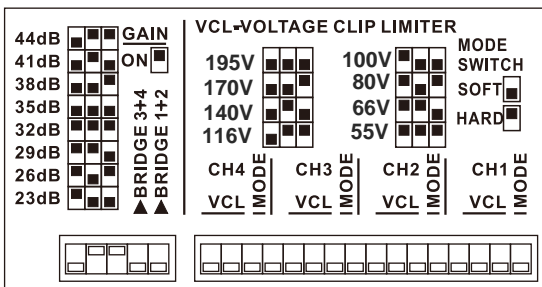 44dB
41dB
38dB
35dB
32dB
29dB
26dB
23dB
GAIN
ON
BRIDGE 3+4
BRIDGE 1+2
VCL-VOLTAGE CLIP LIMITER
195V
170V
140V
116V
100V
80V
66V
55V
MODE
SWITCH
SOFT
HARD
CH4
VCL
MODE
CH3
VCL
MODE
CH2
VCL
MODE
CH1
VCL
MODE